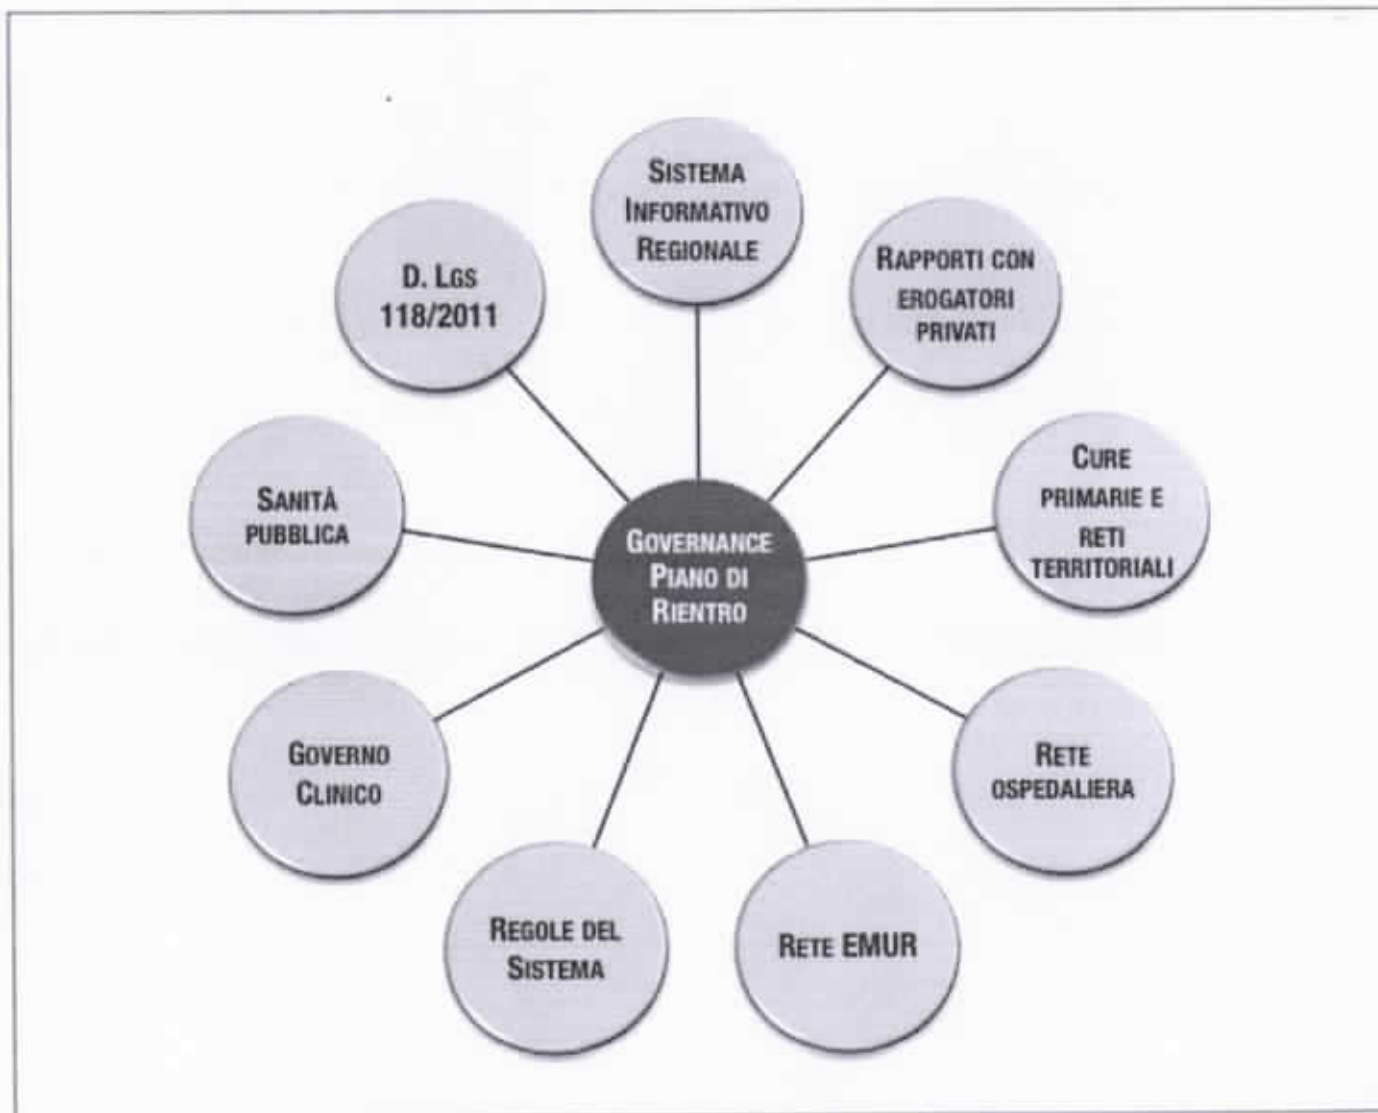 Sistema
Informativo
Regionale
Rapporti con
erogatori
privati
D. Lgs
118/2011
Cure
primarie e
reti
territoriali
Sanità
pubblica
Governance
Piano di
Rientro
Governo
Clinico
Rete
ospedaliera
Regole del
Sistema
Rete EMUR